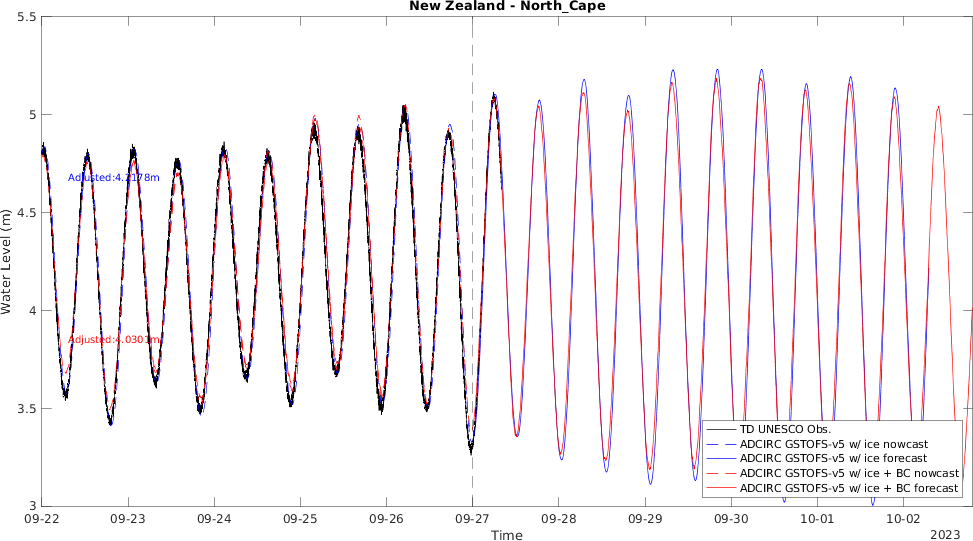 New Zealand - North_Cape
5.5
5
4.5
4
3.5
3
Water Level (m)
Adjusted:4.2178m
Adjusted:4.0301m
TD UNESCO Obs.
ADCIRC GSTOFS-v5 w/ ice nowcast
ADCIRC GSTOFS-v5 w/ ice forecast
ADCIRC GSTOFS-v5 w/ ice + BC nowcast
ADCIRC GSTOFS-v5 w/ ice + BC forecast
09-22 09-23 09-24 09-25 09-26 09-27 09-28 09-29 09-30 10-01 10-02
Time
2023